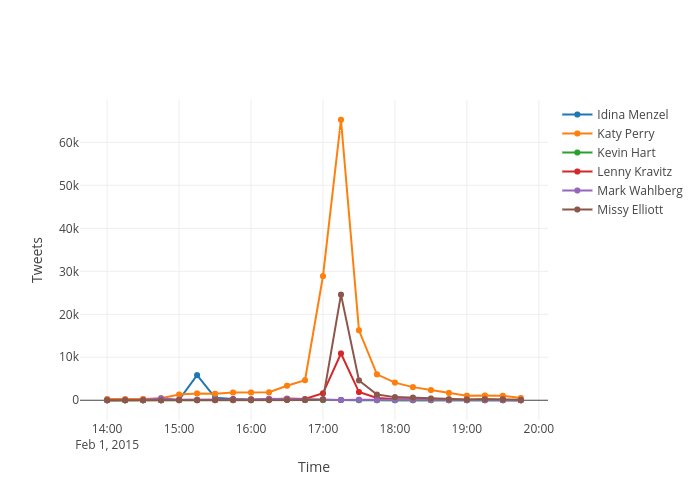 Idina Menzel
Katy Perry
Kevin Hart
Lenny Kravitz
Mark Wahlberg
Missy Elliott
60k
50k
40k
30k
20k
10k
0
Tweets
14:00 15:00 16:00 17:00 18:00 19:00 20:00
Feb 1, 2015
Time